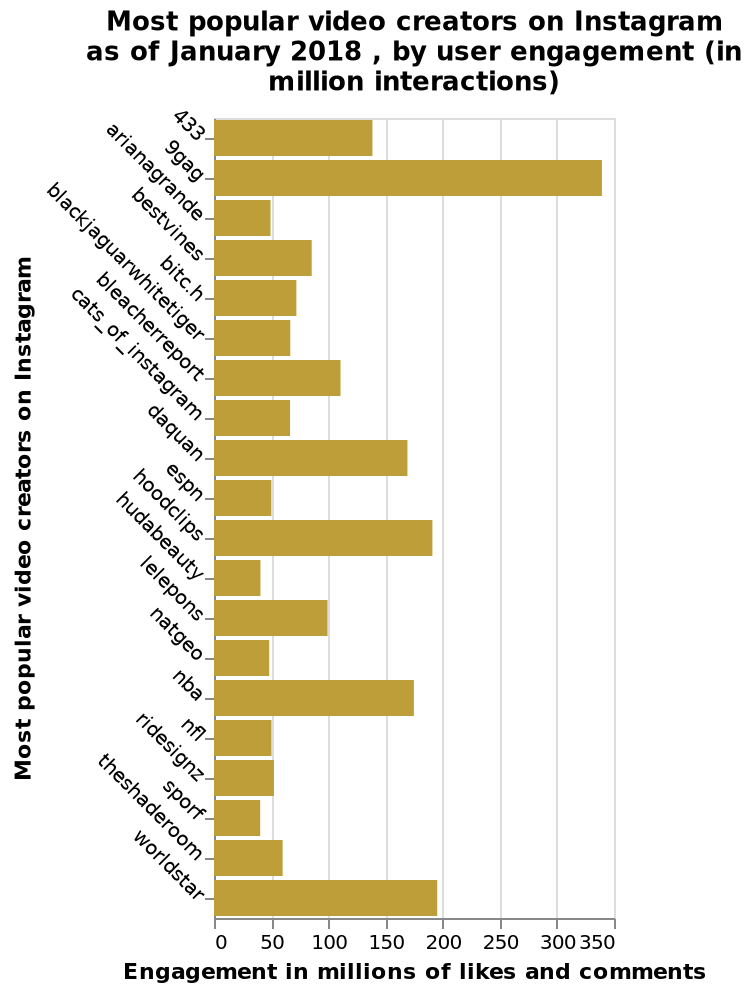 Most popular video creators on Instagram
as of January 2018 , by user engagement (in
million interactions)
Most popular video creators on Instagram
433
9gag
arianagrande
bestvines
bitc.h
blackjaguarwhitetiger
bleacherreport
cats_of_instagram
daquan
espn
hoodclips
hudabeauty
lelepons
natgeo
nba
nfl
ridesignz
sporf
theshaderoom
worldstar
0 50 100 150 200 250 300 350
Engagement in millions of likes and comments